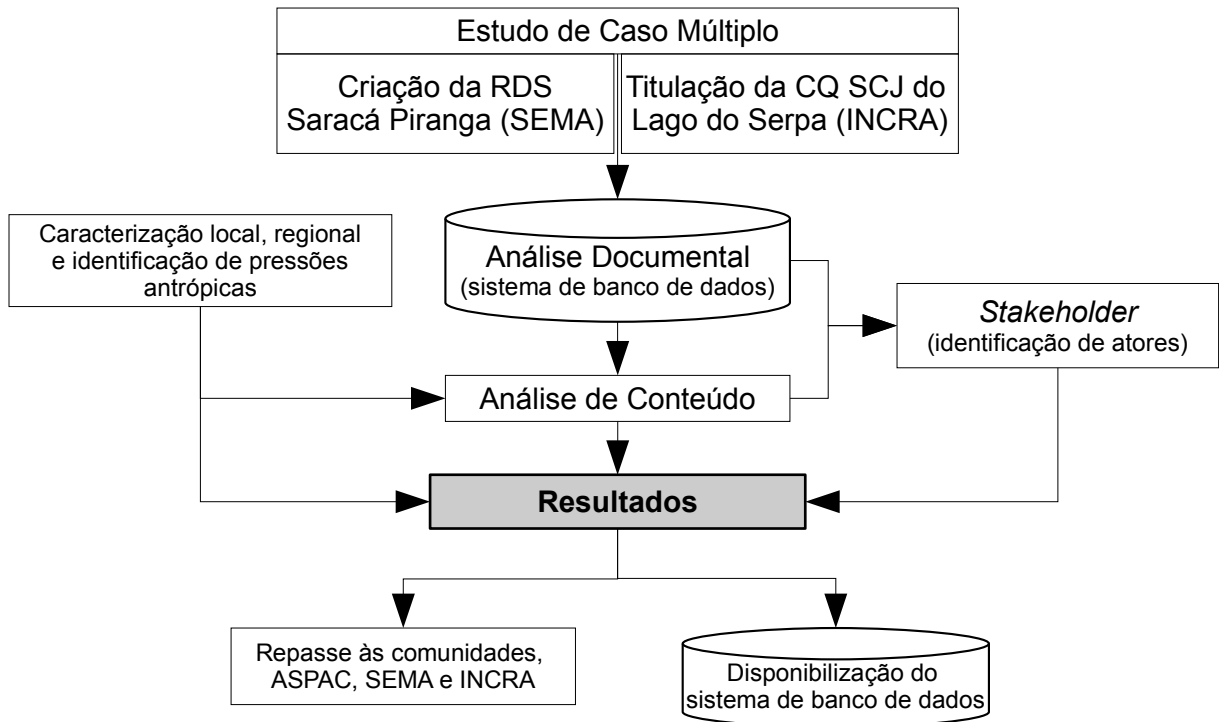 Estudo de Caso Múltiplo
Criação da RDS
Saracá Piranga (SEMA)
Titulação da CQ SCJ do
Lago do Serpa (INCRA)
Caracterização local, regional
e identificação de pressões
antrópicas
Análise Documental
(sistema de banco de dados)
Stakeholder
(identificação de atores)
Análise de Conteúdo
Resultados
Repasse às comunidades,
ASPAC, SEMA e INCRA
Disponibilização do
sistema de banco de dados